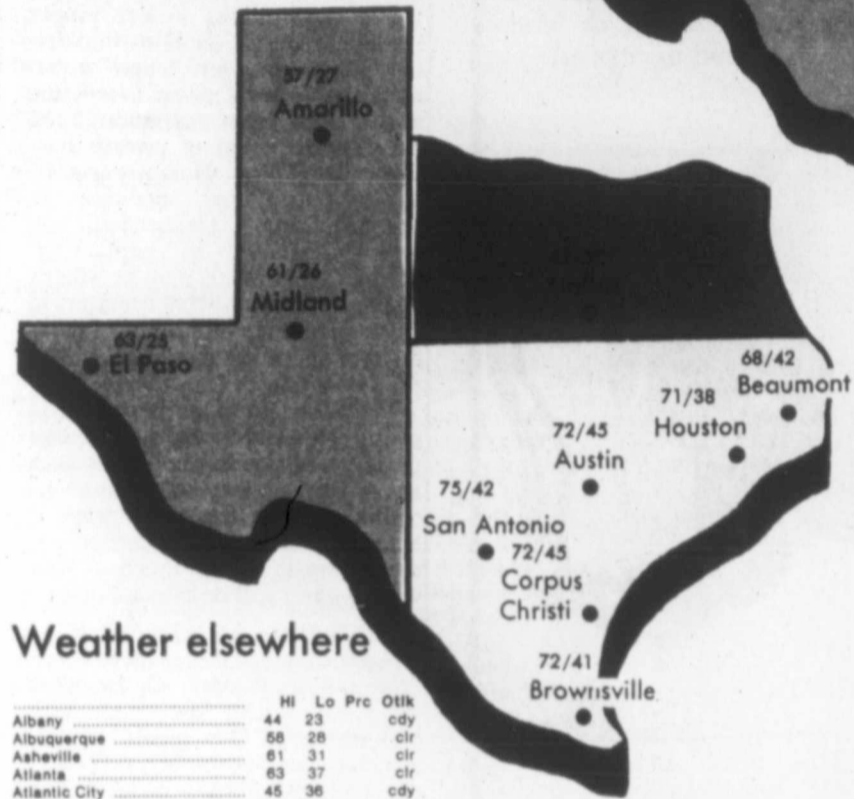 57/27
Amarillo
61/26
Midland
63/25
El Paso
68/42
Beaumont
71/38
Houston
72/45
Austin
75/42
San Antonio
72/45
Corpus
Christi
72/41
Brownsville
Weather elsewhere
Hi Lo Prc Otlk
Albany 44 23 cdy
Albuquerque 58 28 clr
Asheville 61 31 clr
Atlanta 63 37 clr
Atlantic City 45 36 cdy